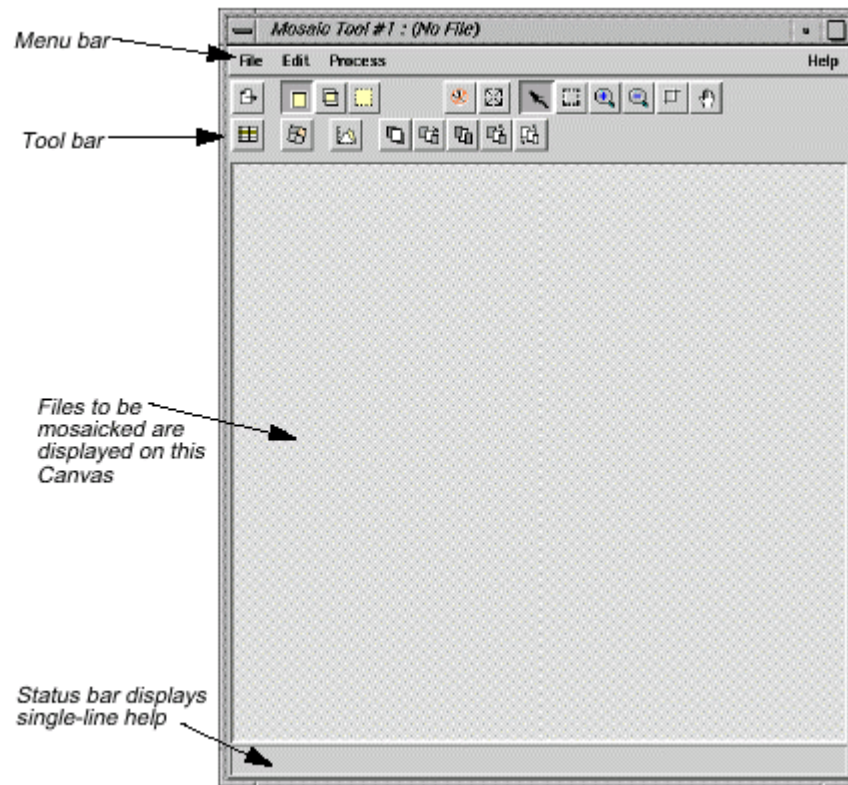 Mosaic Tool #1 : (No File)
Menu bar
File Edit Process Help
Tool bar
Files to be
mosaicked are
displayed on this
Canvas
Status bar displays
single-line help